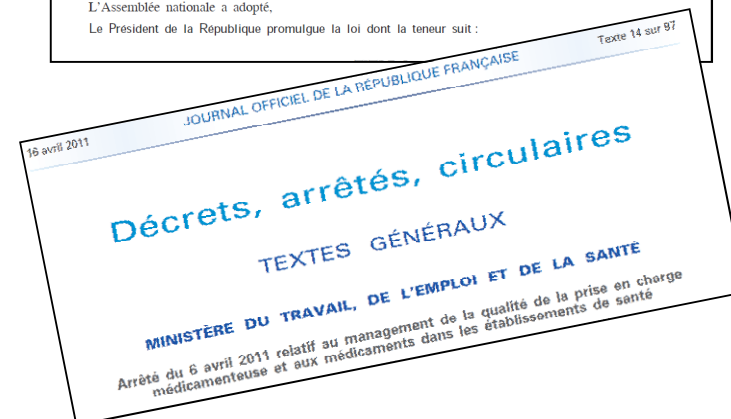 L'Assemblée nationale a adopté,
Le Président de la République promulgue la loi dont la teneur suit :
16 avril 2011
JOURNAL OFFICIEL DE LA RÉPUBLIQUE FRANÇAISE
Texte 14 sur 97
Décrets, arrêtés, circulaires
TEXTES GÉNÉRAUX
MINISTÈRE DU TRAVAIL, DE L'EMPLOI ET DE LA SANTÉ
Arrêté du 6 avril 2011 relatif au management de la qualité de la prise en charge
médicamenteuse et aux médicaments dans les établissements de santé